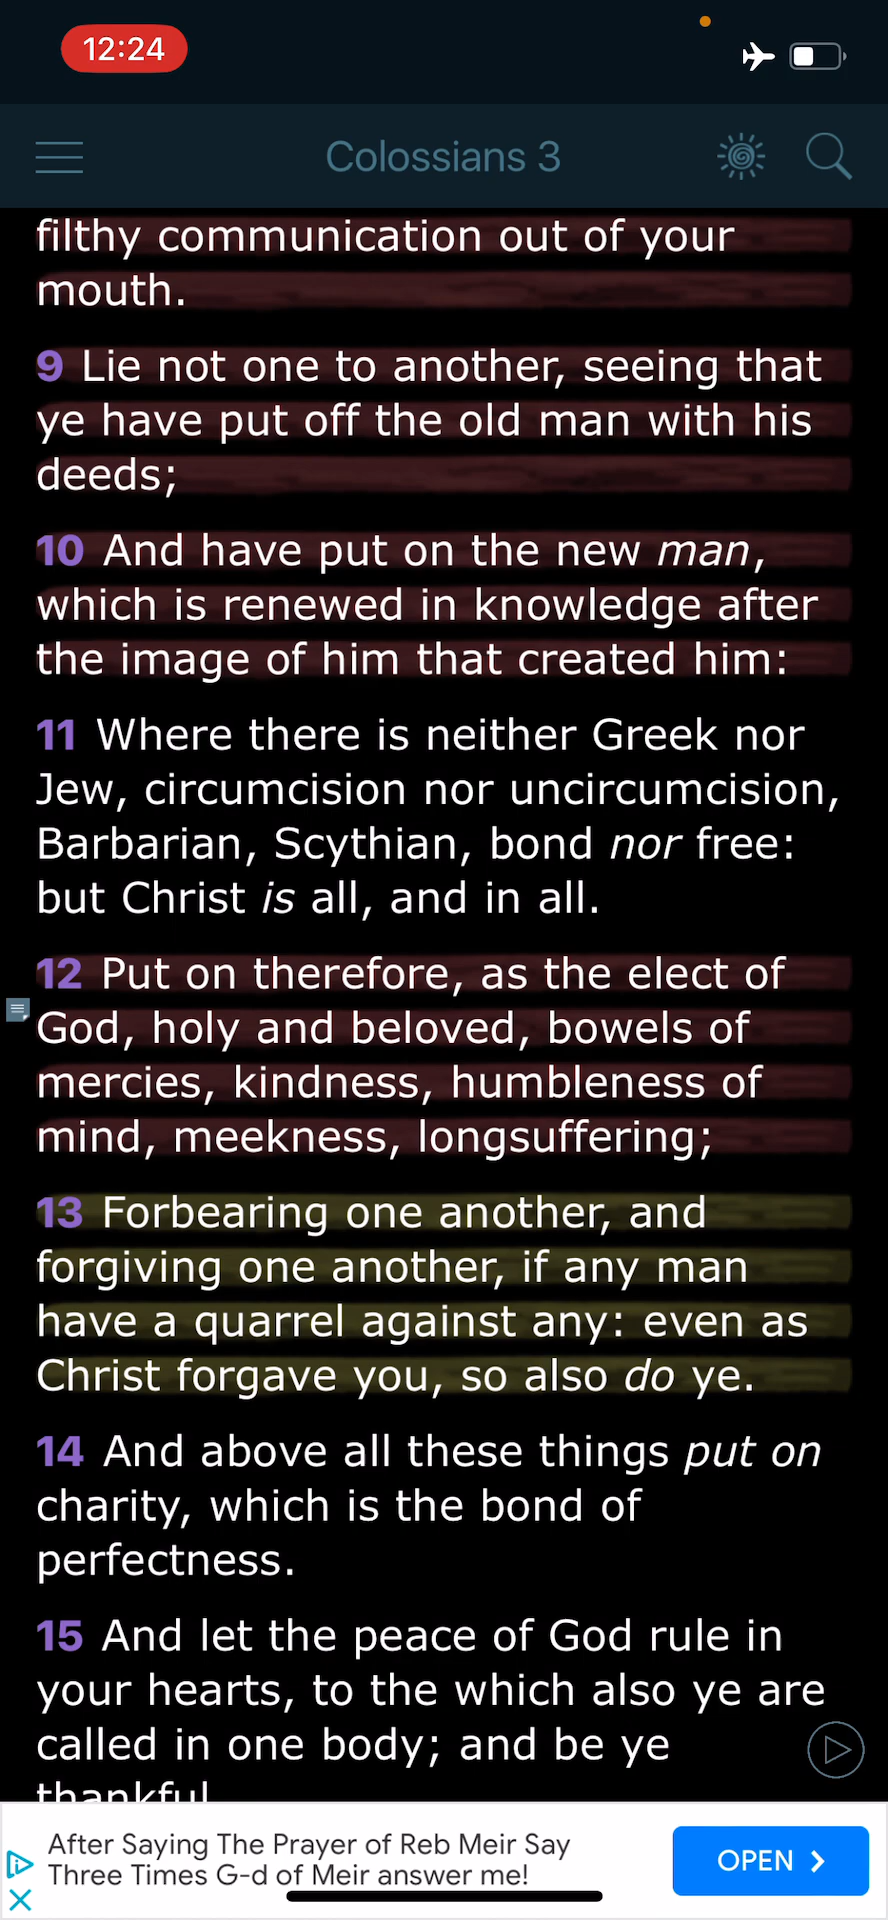 12:24
Colossians 3
filthy communication out of your
mouth.
9 Lie not one to another, seeing that
ye have put off the old man with his
deeds;
10 And have put on the new man,
which is renewed in knowledge after
the image of him that created him:
11 Where there is neither Greek nor
Jew, circumcision nor uncircumcision,
Barbarian, Scythian, bond nor free:
but Christ is all, and in all.
12 Put on therefore, as the elect of
God, holy and beloved, bowels of
mercies, kindness, humbleness of
mind, meekness, longsuffering;
13 Forbearing one another, and
forgiving one another, if any man
have a quarrel against any: even as
Christ forgave you, so also do ye.
14 And above all these things put on
charity, which is the bond of
perfectness.
15 And let the peace of God rule in
your hearts, to the which also ye are
called in one body; and be ye
thankful
After Saying The Prayer of Reb Meir Say
Three Times G-d of Meir answer me!
OPEN